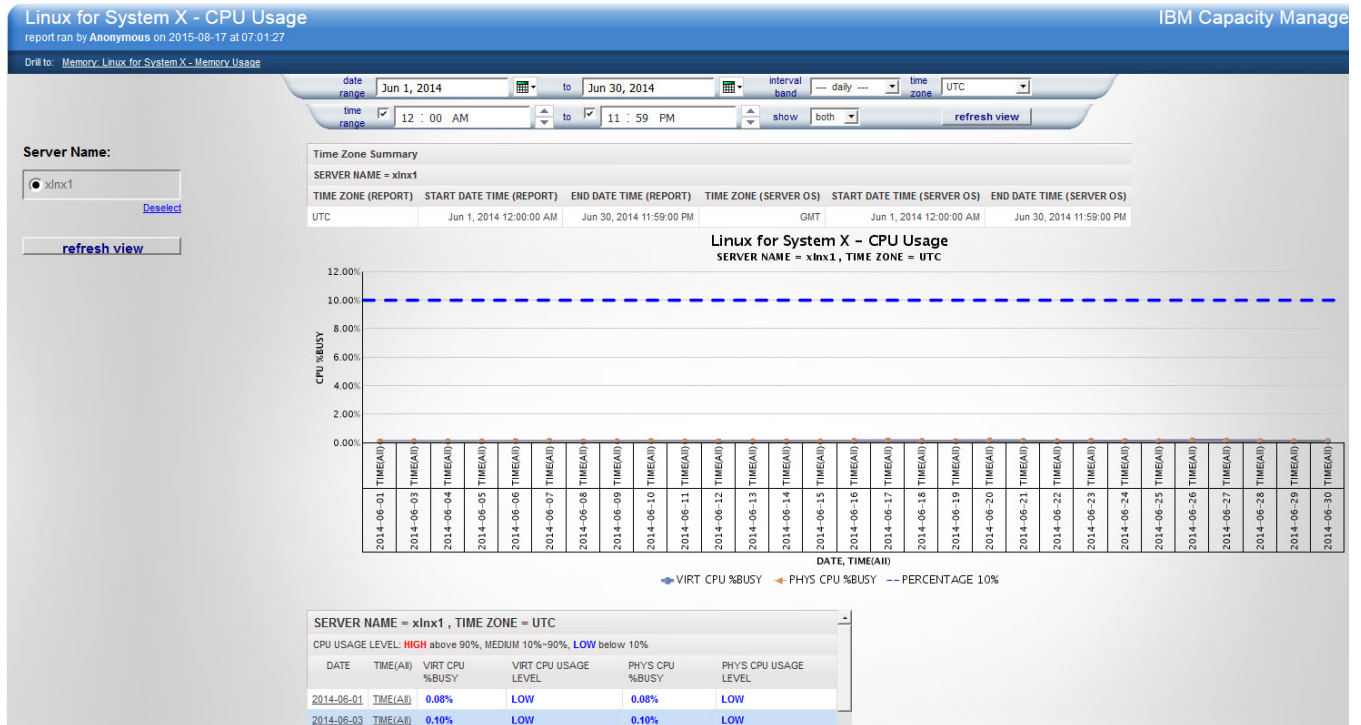 Linux for System X - CPU Usage
IBM Capacity Manage
report ran by Anonymous on 2015-08-17 at 07:01:27
Drill to: Memory: Linux for System X - Memory Usage
date range Jun 1, 2014 to Jun 30, 2014 interval band --- daily --- time zone UTC
time range 12 : 00 AM to 11 : 59 PM show both refresh view
Server Name:
xlnx1
Deselect
refresh view
Time Zone Summary
SERVER NAME = xlnx1
TIME ZONE (REPORT) START DATE TIME (REPORT) END DATE TIME (REPORT) TIME ZONE (SERVER OS) START DATE TIME (SERVER OS) END DATE TIME (SERVER OS)
UTC Jun 1, 2014 12:00:00 AM Jun 30, 2014 11:59:00 PM GMT Jun 1, 2014 12:00:00 AM Jun 30, 2014 11:59:00 PM
Linux for System X - CPU Usage
SERVER NAME = xlnx1 , TIME ZONE = UTC
CPU %BUSY
12.00%
10.00%
8.00%
6.00%
4.00%
2.00%
0.00%
TIME(All) TIME(All) TIME(All) TIME(All) TIME(All) TIME(All) TIME(All) TIME(All) TIME(All) TIME(All) TIME(All) TIME(All) TIME(All) TIME(All) TIME(All) TIME(All) TIME(All) TIME(All) TIME(All) TIME(All) TIME(All) TIME(All) TIME(All) TIME(All) TIME(All) TIME(All) TIME(All) TIME(All) TIME(All)
2014-06-01 2014-06-03 2014-06-04 2014-06-05 2014-06-06 2014-06-07 2014-06-08 2014-06-09 2014-06-10 2014-06-11 2014-06-12 2014-06-13 2014-06-14 2014-06-15 2014-06-16 2014-06-17 2014-06-18 2014-06-19 2014-06-20 2014-06-21 2014-06-22 2014-06-23 2014-06-24 2014-06-25 2014-06-26 2014-06-27 2014-06-28 2014-06-29 2014-06-30
DATE, TIME(All)
VIRT CPU %BUSY PHYS CPU %BUSY PERCENTAGE 10%
SERVER NAME = xlnx1 , TIME ZONE = UTC
CPU USAGE LEVEL: HIGH above 90%, MEDIUM 10%~90%, LOW below 10%
DATE TIME(All) VIRT CPU %BUSY VIRT CPU USAGE LEVEL PHYS CPU %BUSY PHYS CPU USAGE LEVEL
2014-06-01 TIME(All) 0.08% LOW 0.08% LOW
2014-06-03 TIME(All) 0.10% LOW 0.10% LOW